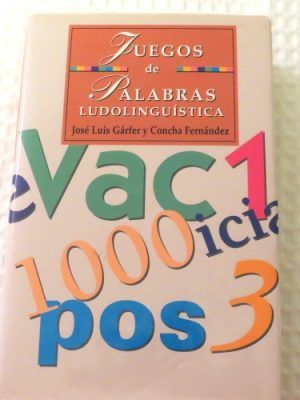 JUEGOS
de
PALABRAS
LUDOLINGUÍSTICA
José Luis Gárfer y Concha Fernández
eVac1
1000icia
pos3